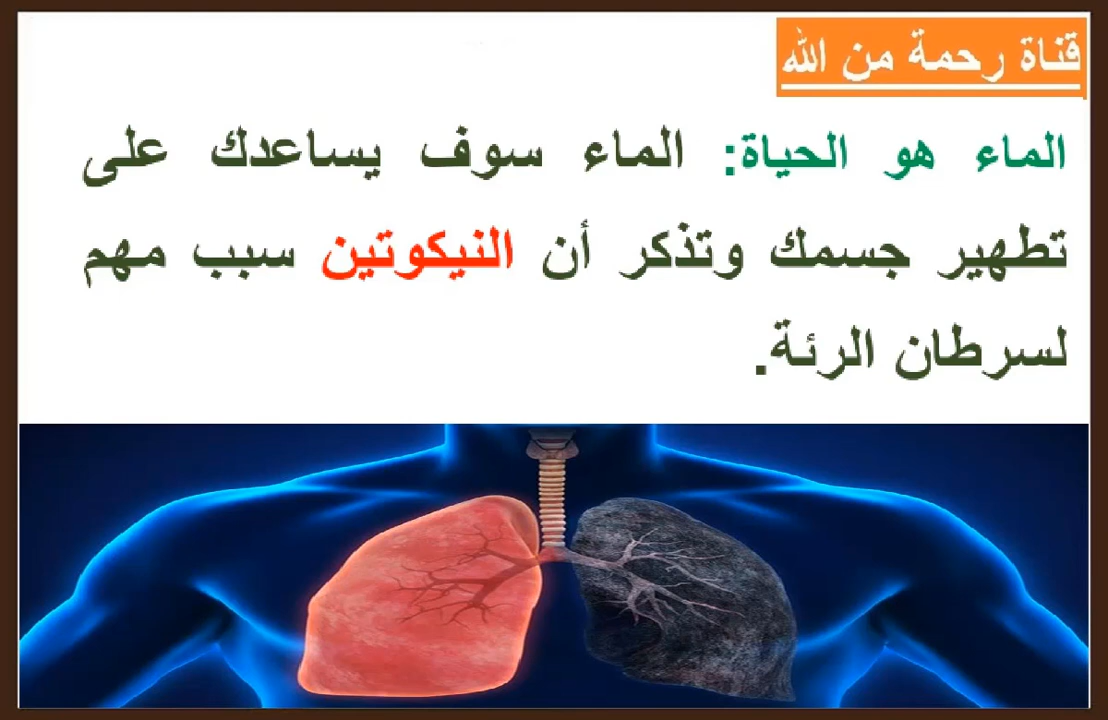 قناة رحمة من الله
الماء هو الحياة: الماء سوف يساعدك على
تطهير جسمك وتذكر أن النيكوتين سبب مهم
لسرطان الرئة.